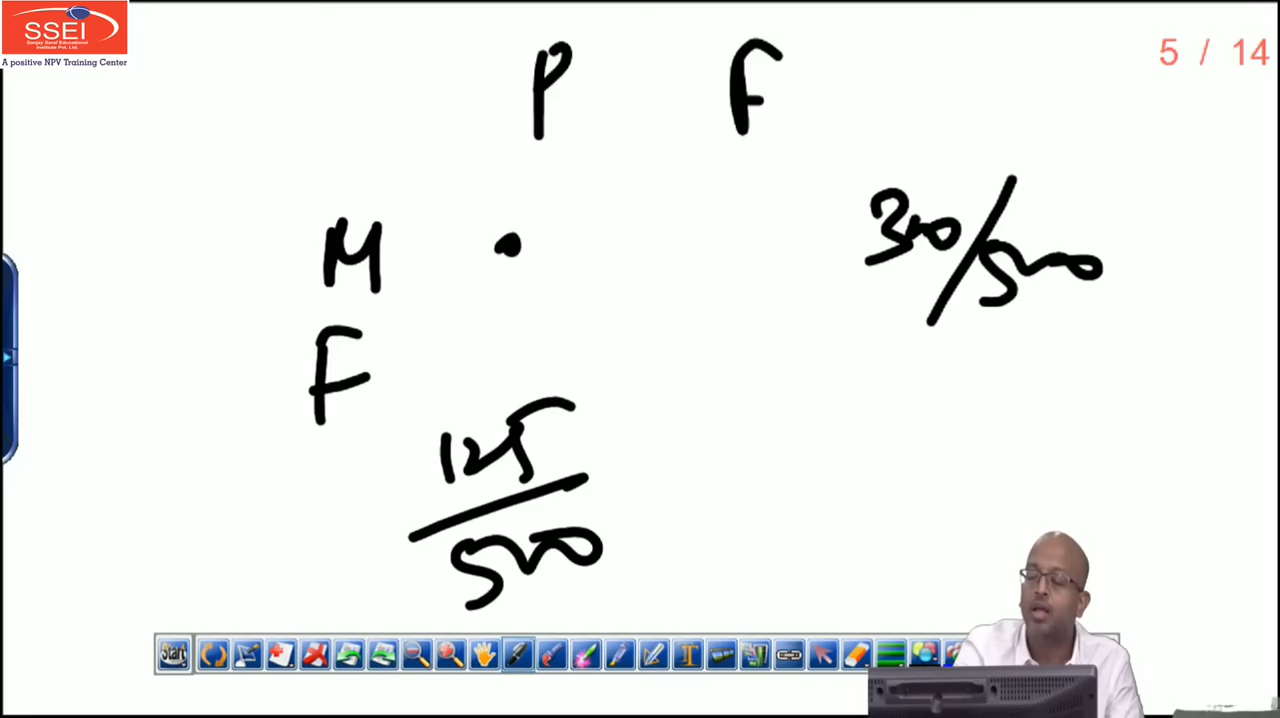 SSEI
Sanjay Saraf Educational
Institute Pvt. Ltd.
A positive NPV Training Center
5 / 14
P F
M
300/500
F
125
500
Start
T